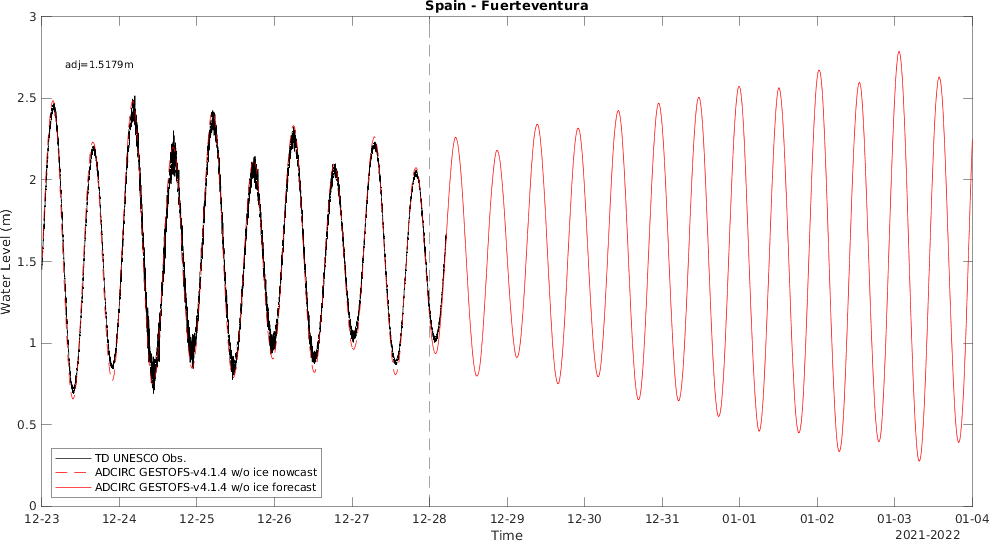 Spain - Fuerteventura
adj=1.5179m
3
2.5
2
1.5
1
0.5
0
Water Level (m)
TD UNESCO Obs.
ADCIRC GESTOFS-v4.1.4 w/o ice nowcast
ADCIRC GESTOFS-v4.1.4 w/o ice forecast
12-23 12-24 12-25 12-26 12-27 12-28 12-29 12-30 12-31 01-01 01-02 01-03 01-04
Time
2021-2022